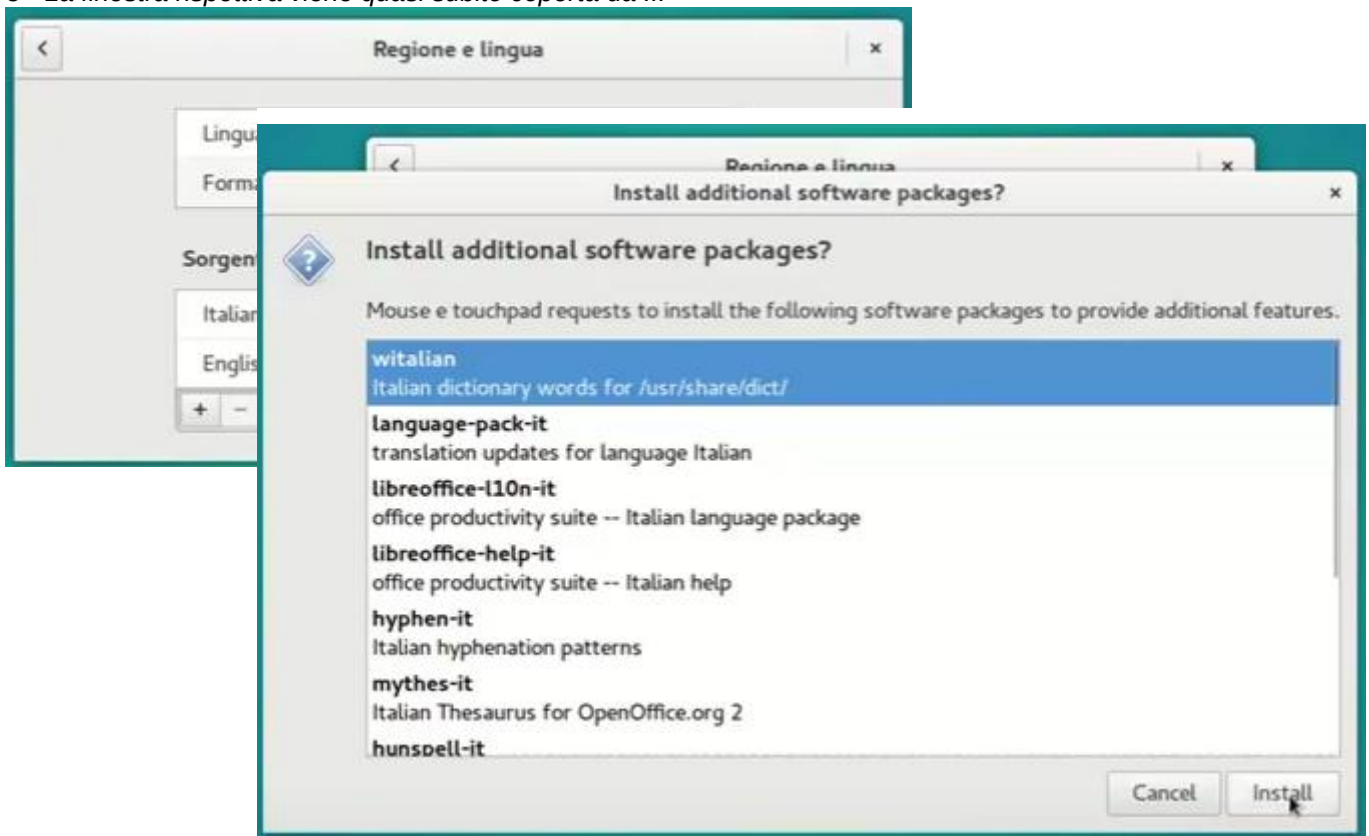 Regione e lingua
Lingua
Forma
Sorgen
Italian
Englis
+ -
Regione e lingua
Install additional software packages?
Install additional software packages?
Mouse e touchpad requests to install the following software packages to provide additional features.
witalian
Italian dictionary words for /usr/share/dict/
language-pack-it
translation updates for language Italian
libreoffice-l10n-it
office productivity suite -- Italian language package
libreoffice-help-it
office productivity suite -- Italian help
hyphen-it
Italian hyphenation patterns
mythes-it
Italian Thesaurus for OpenOffice.org 2
hunspell-it
Cancel Install